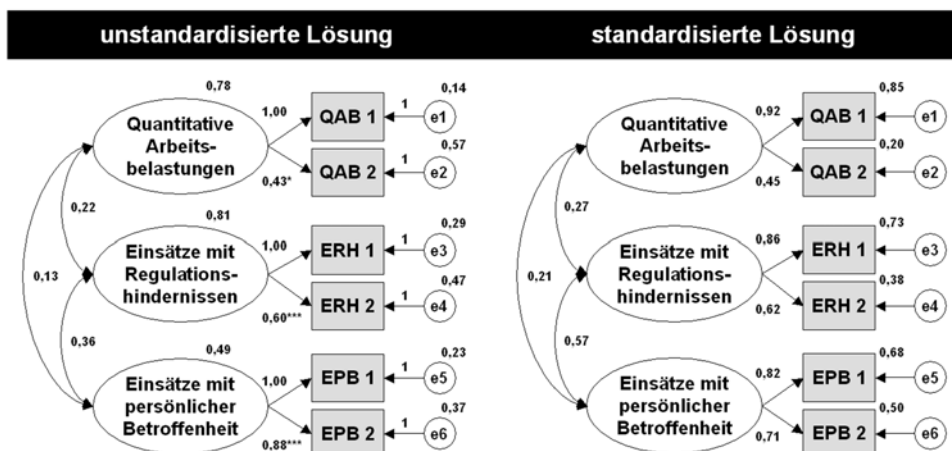 unstandardisierte Lösung
0,78
0,14
1,00
QAB 1
1
e1
Quantitative
Arbeits-
belastungen
0,57
QAB 2
1
e2
0,43*
0,22
0,81
0,29
1,00
ERH 1
1
e3
Einsätze mit
Regulations-
hindernissen
0,13
0,47
ERH 2
1
e4
0,60***
0,36
0,49
0,23
1,00
EPB 1
1
e5
Einsätze mit
persönlicher
Betroffenheit
0,37
EPB 2
1
e6
0,88***
standardisierte Lösung
0,85
0,92
QAB 1
e1
Quantitative
Arbeits-
belastungen
0,20
QAB 2
e2
0,45
0,27
0,73
0,86
ERH 1
e3
Einsätze mit
Regulations-
hindernissen
0,21
0,38
ERH 2
e4
0,62
0,57
0,68
0,82
EPB 1
e5
Einsätze mit
persönlicher
Betroffenheit
0,50
EPB 2
e6
0,71